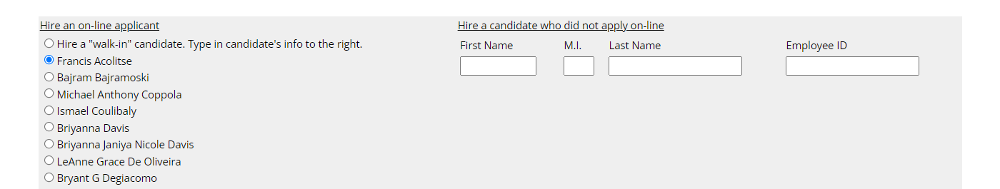 Hire an on-line applicant
Hire a "walk-in" candidate. Type in candidate's info to the right.
Francis Acolitse
Bajram Bajramoski
Michael Anthony Coppola
Ismael Coulibaly
Briyanna Davis
Briyanna Janiya Nicole Davis
LeAnne Grace De Oliveira
Bryant G Degiacomo
Hire a candidate who did not apply on-line
First Name M.I. Last Name Employee ID